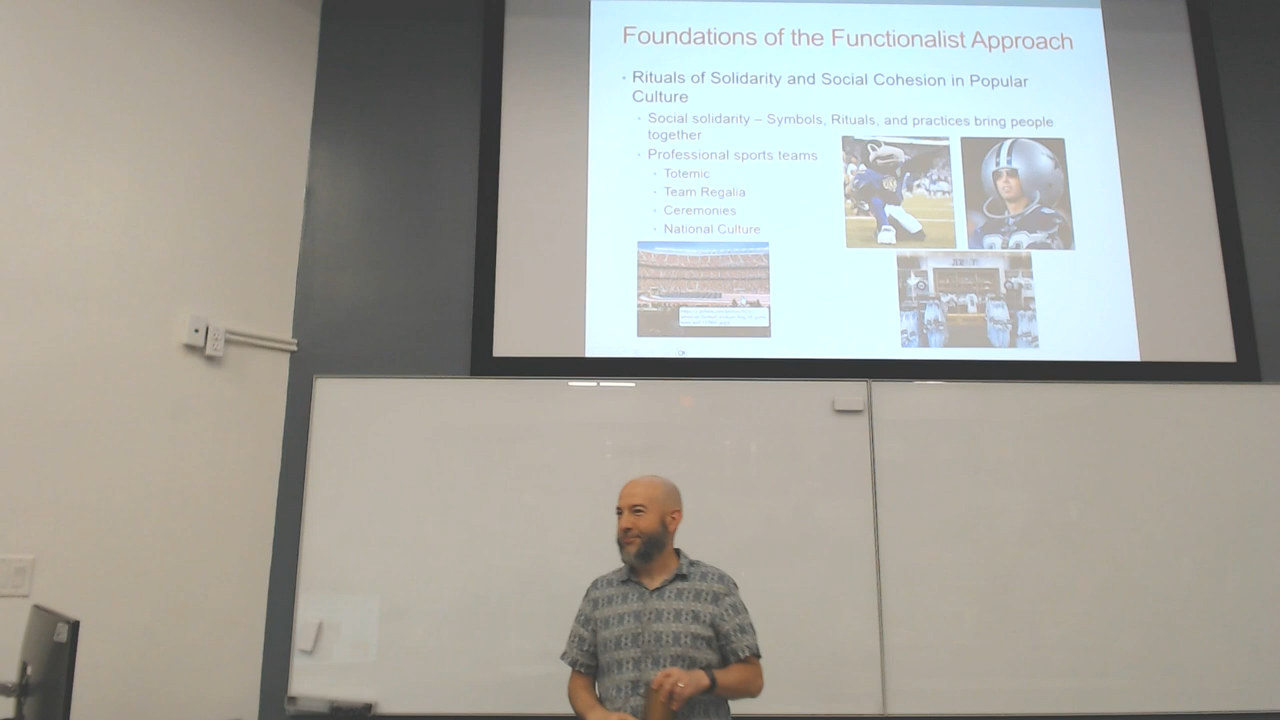 Foundations of the Functionalist Approach
• Rituals of Solidarity and Social Cohesion in Popular
Culture
• Social solidarity – Symbols, Rituals, and practices bring people
together
• Professional sports teams
• Totemic
• Team Regalia
• Ceremonies
• National Culture